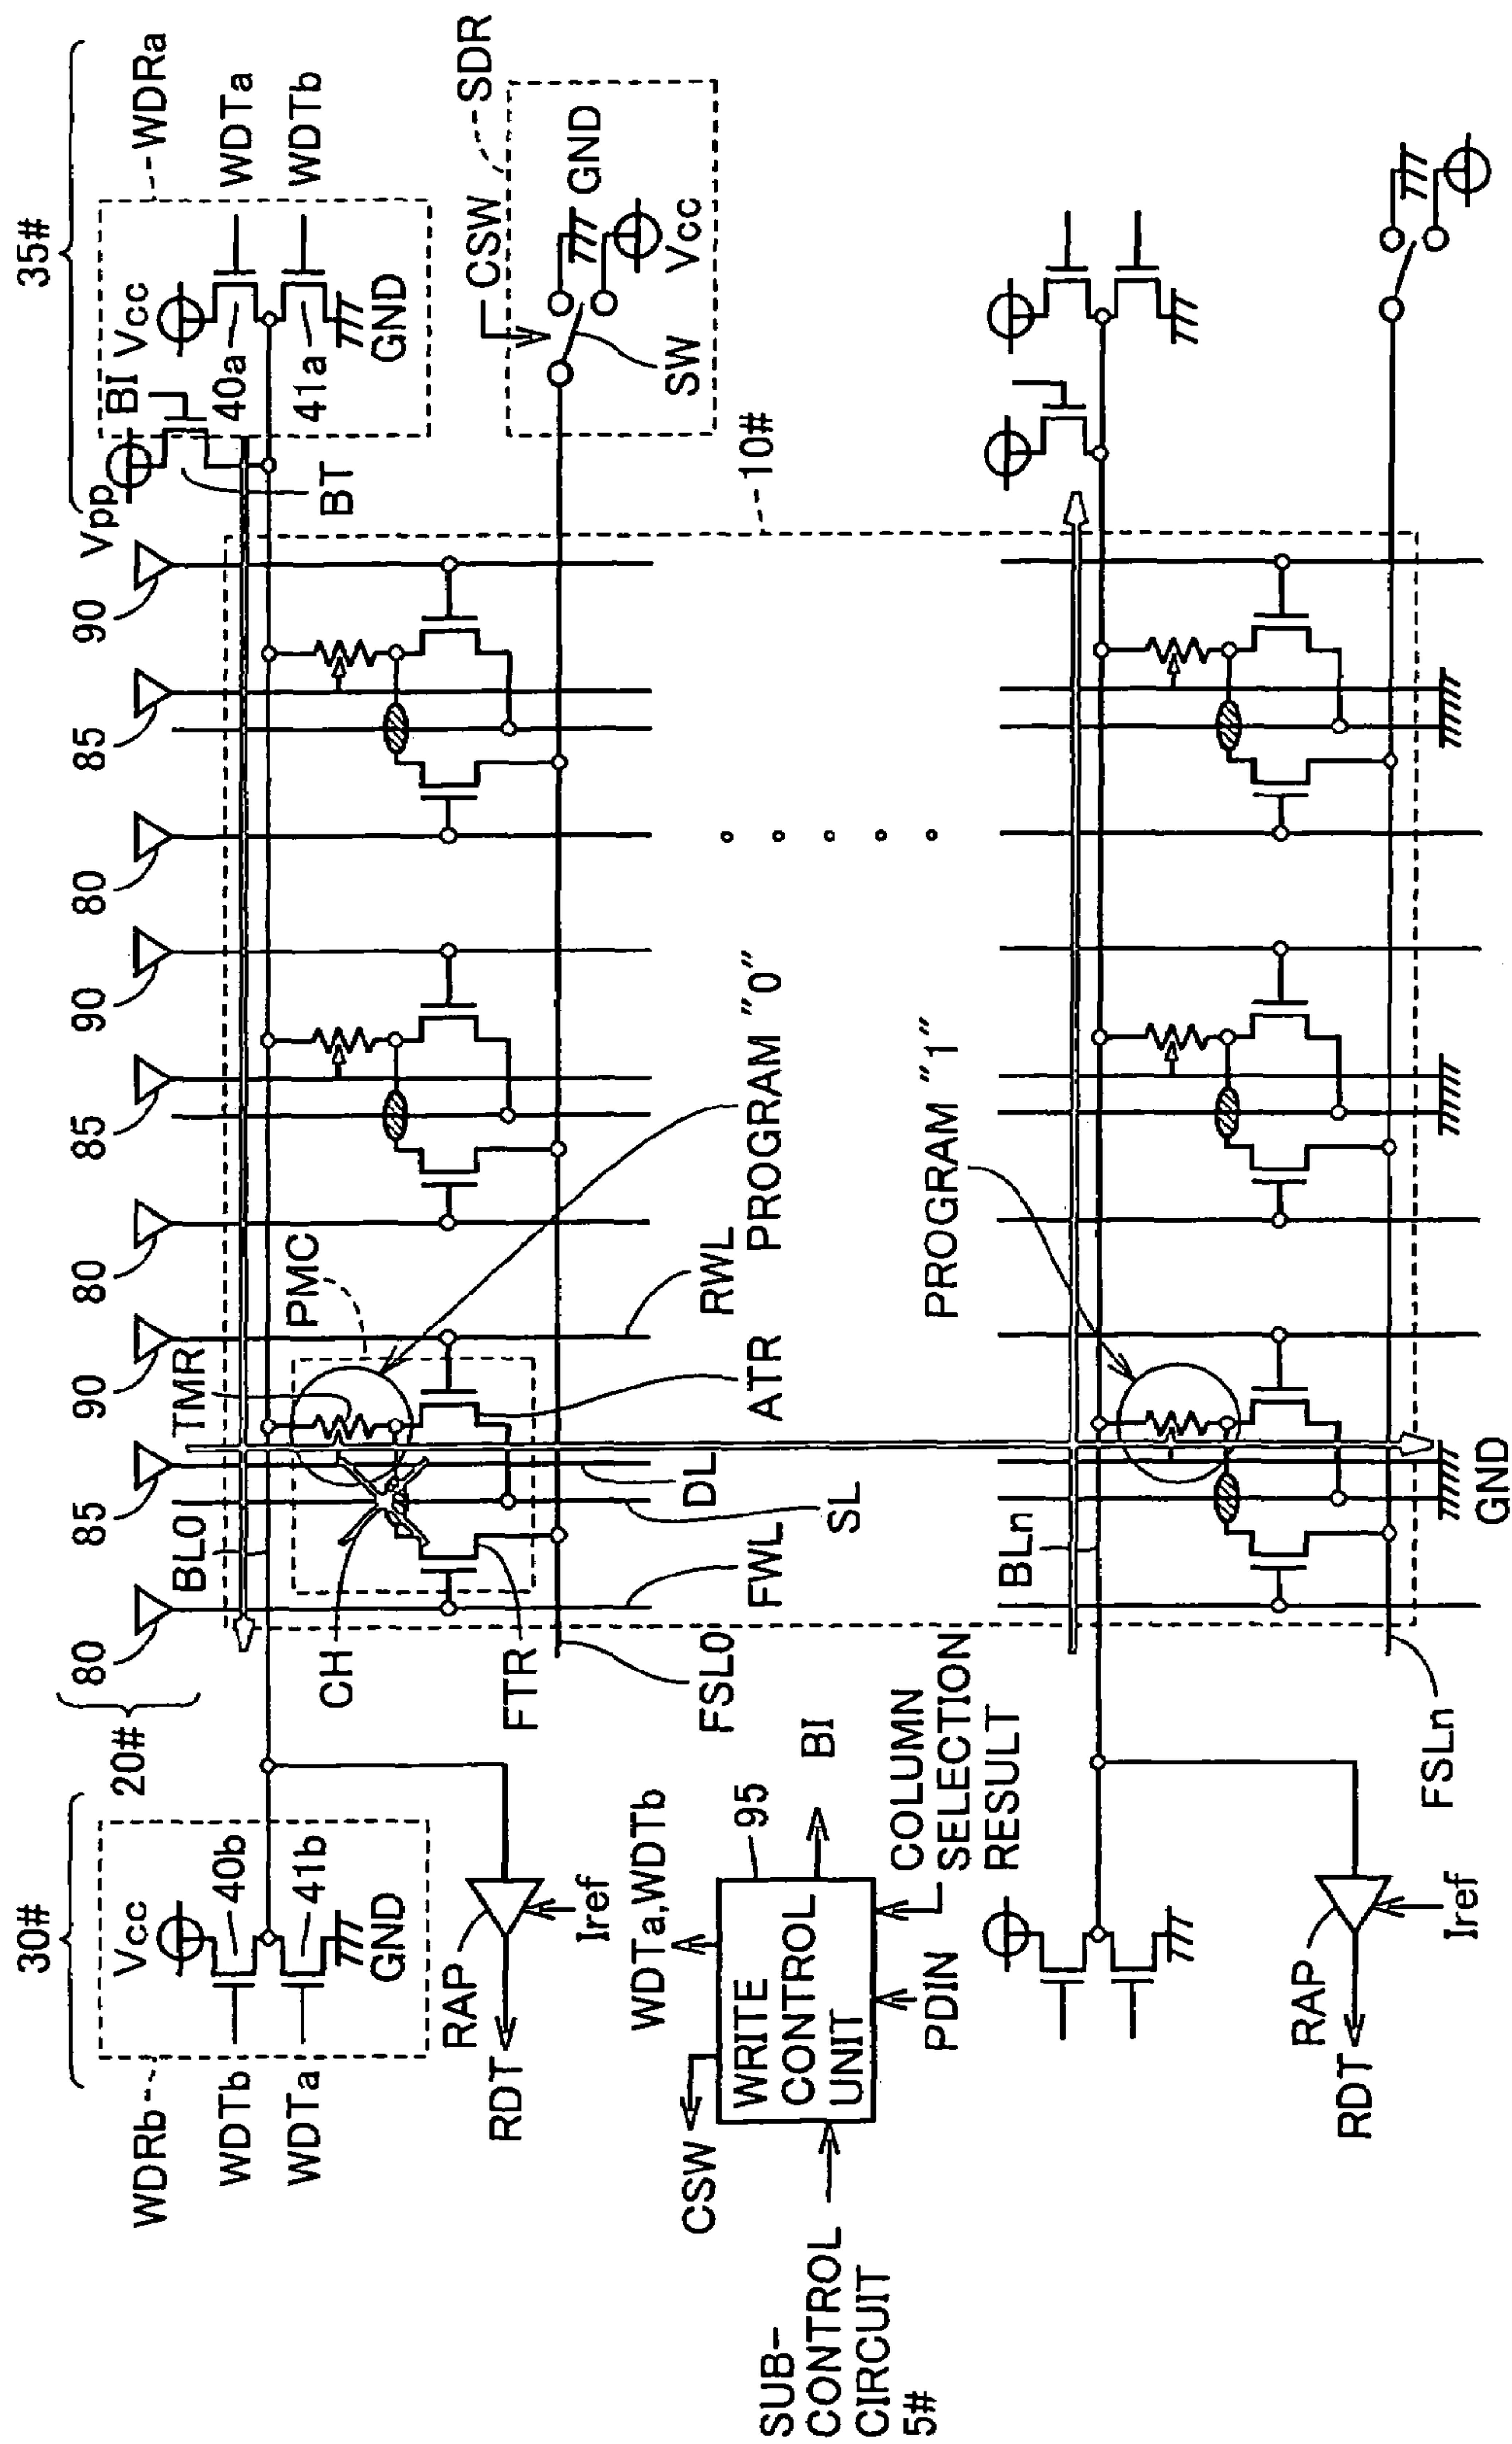 35#
WDRa
WDTa
WDTb
SDR
GND
Vcc
CSW
SW
Vcc
40a
41a
GND
BI
BT
Vpp
10#
90
85
80
90
85
80
90
85
80
20#
PMC
TMR
PROGRAM "0"
RWL
ATR
DL
SL
FWL
BL0
CH
FTR
FSL0
PROGRAM "1"
BLn
GND
FSLn
30#
Vcc
40b
41b
GND
WDRb
WDTb
WDTa
RAP
Iref
RDT
WDTa,WDTb
95
BI
CSW
WRITE
CONTROL
UNIT
COLUMN
SELECTION
RESULT
PDIN
SUB-
CONTROL
CIRCUIT
5#
RAP
Iref
RDT